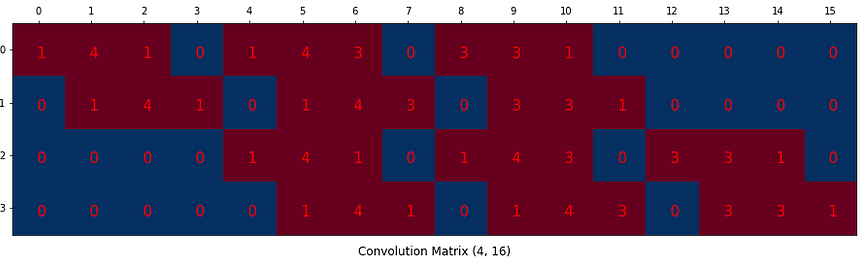 0 1 2 3 4 5 6 7 8 9 10 11 12 13 14 15
0 1 4 1 0 1 4 3 0 3 3 1 0 0 0 0 0
1 0 1 4 1 0 1 4 3 0 3 3 1 0 0 0 0
2 0 0 0 0 1 4 1 0 1 4 3 0 3 3 1 0
3 0 0 0 0 0 1 4 1 0 1 4 3 0 3 3 1
Convolution Matrix (4, 16)